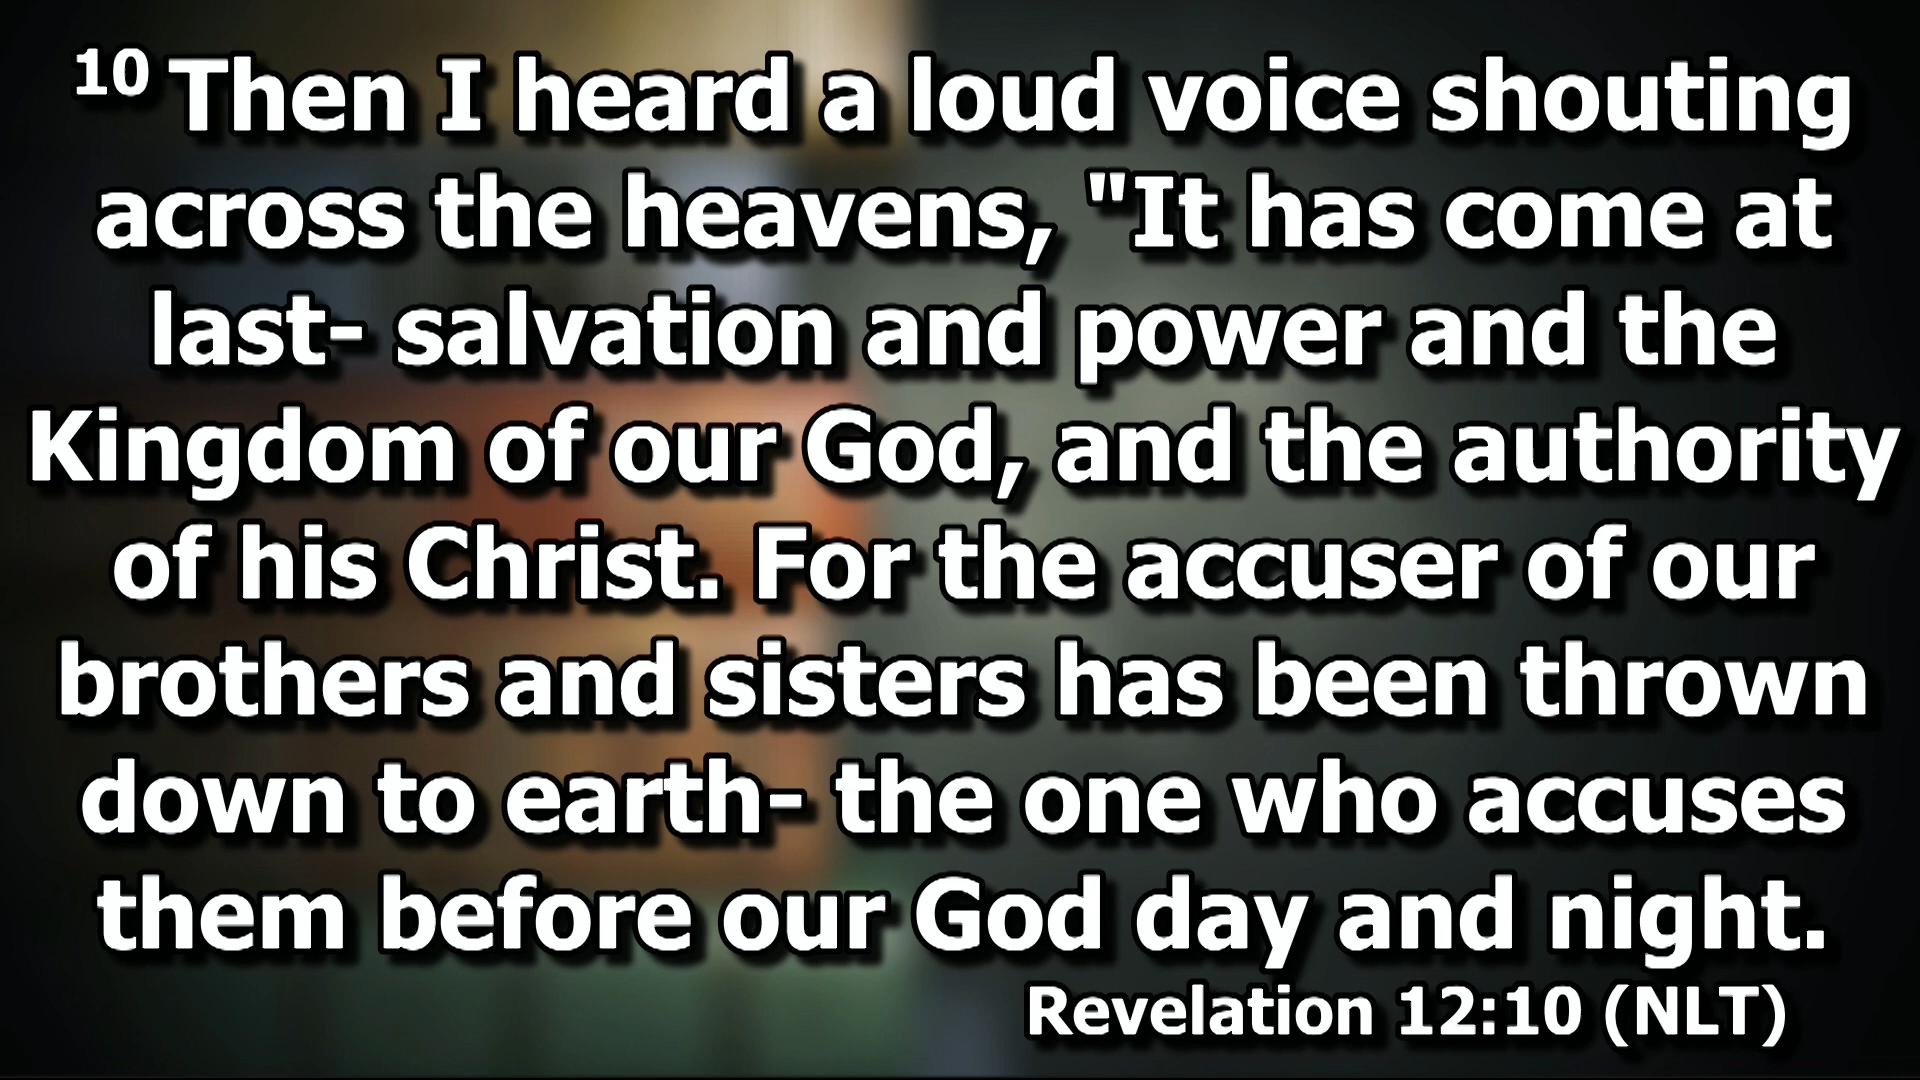 10 Then I heard a loud voice shouting
across the heavens, "It has come at
last- salvation and power and the
Kingdom of our God, and the authority
of his Christ. For the accuser of our
brothers and sisters has been thrown
down to earth- the one who accuses
them before our God day and night.
Revelation 12:10 (NLT)